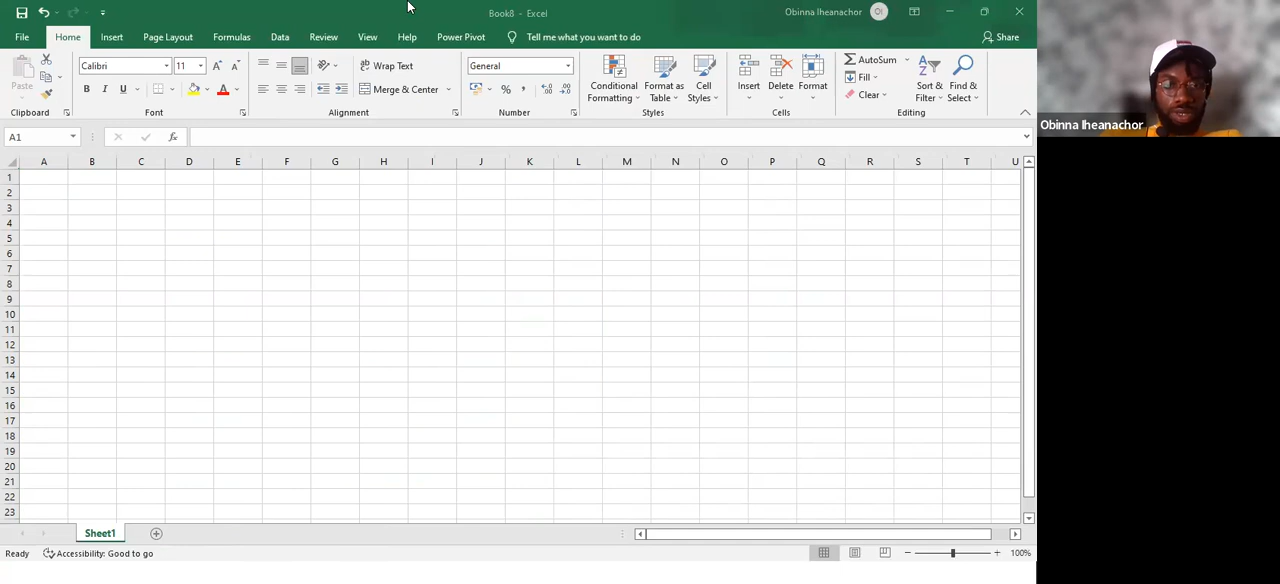 Book8 - Excel
Obinna Iheanachor
OI
File
Home
Insert
Page Layout
Formulas
Data
Review
View
Help
Power Pivot
Tell me what you want to do
Share
Paste
Clipboard
Calibri
11
B
I
U
Font
Wrap Text
Merge & Center
Alignment
General
Number
Conditional
Formatting
Format as
Table
Cell
Styles
Styles
Insert
Delete
Format
Cells
AutoSum
Fill
Clear
Sort &
Filter
Find &
Select
Editing
A1
fx
A B C D E F G H I J K L M N O P Q R S T U
1
2
3
4
5
6
7
8
9
10
11
12
13
14
15
16
17
18
19
20
21
22
23
Sheet1
Ready
Accessibility: Good to go
100%
Obinna Iheanachor